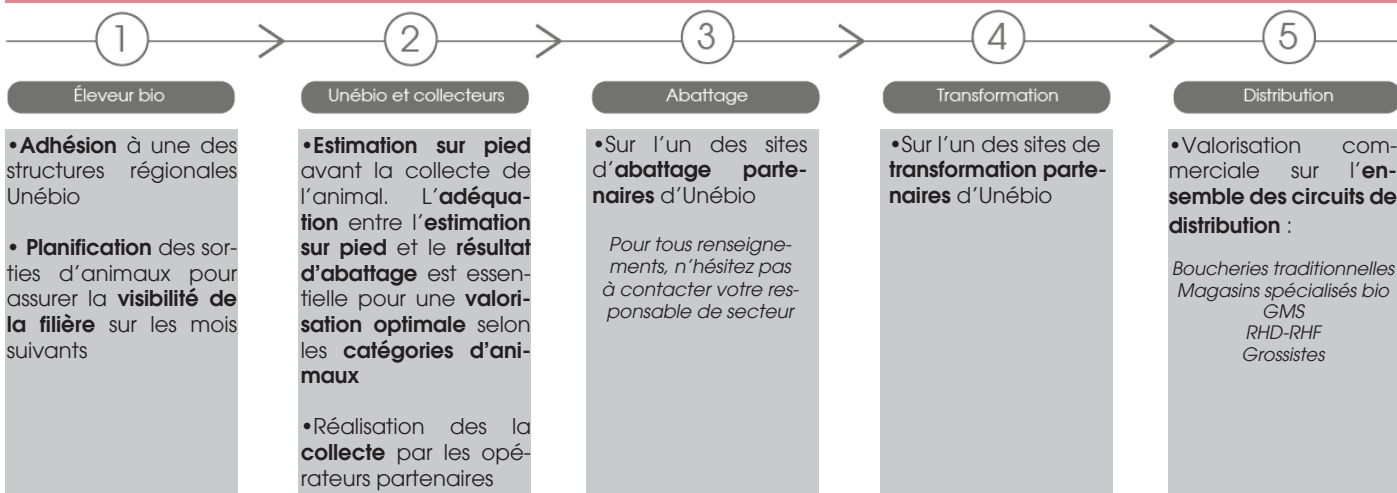 1
Éleveur bio
•Adhésion à une des
structures régionales
Unébio
• Planification des sor-
ties d'animaux pour
assurer la visibilité de
la filière sur les mois
suivants
2
Unébio et collecteurs
•Estimation sur pied
avant la collecte de
l'animal. L'adéqua-
tion entre l'estimation
sur pied et le résultat
d'abattage est essen-
tielle pour une valori-
sation optimale selon
les catégories d'ani-
maux
•Réalisation des la
collecte par les opé-
rateurs partenaires
3
Abattage
•Sur l'un des sites
d'abattage parte-
naires d'Unébio
Pour tous renseigne-
ments, n'hésitez pas
à contacter votre res-
ponsable de secteur
4
Transformation
•Sur l'un des sites de
transformation parte-
naires d'Unébio
5
Distribution
•Valorisation com-
merciale sur l'en-
semble des circuits de
distribution :
Boucheries traditionnelles
Magasins spécialisés bio
GMS
RHD-RHF
Grossistes